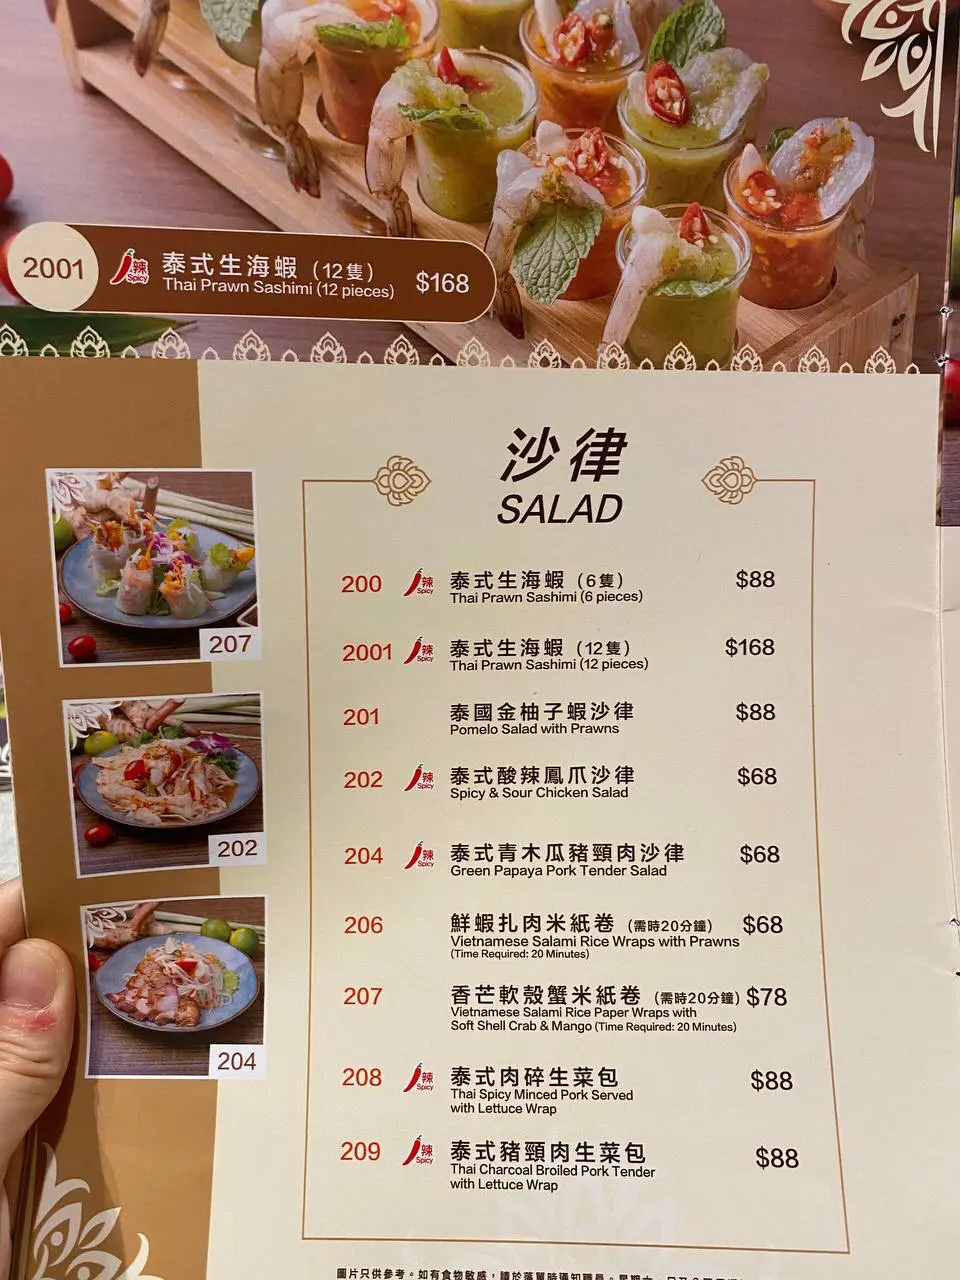 2001
辣
Spicy
泰式生海蝦（12隻）
Thai Prawn Sashimi (12 pieces)
$168
沙律
SALAD
207
202
204
200 辣 Spicy 泰式生海蝦（6隻） $88
Thai Prawn Sashimi (6 pieces)
2001 辣 Spicy 泰式生海蝦（12隻） $168
Thai Prawn Sashimi (12 pieces)
201 泰國金柚子蝦沙律 $88
Pomelo Salad with Prawns
202 辣 Spicy 泰式酸辣鳳爪沙律 $68
Spicy & Sour Chicken Salad
204 辣 Spicy 泰式青木瓜豬頸肉沙律 $68
Green Papaya Pork Tender Salad
206 鮮蝦扎肉米紙卷（需時20分鐘） $68
Vietnamese Salami Rice Wraps with Prawns
(Time Required: 20 Minutes)
207 香芒軟殼蟹米紙卷（需時20分鐘） $78
Vietnamese Salami Rice Paper Wraps with
Soft Shell Crab & Mango (Time Required: 20 Minutes)
208 辣 Spicy 泰式肉碎生菜包 $88
Thai Spicy Minced Pork Served
with Lettuce Wrap
209 辣 Spicy 泰式豬頸肉生菜包 $88
Thai Charcoal Broiled Pork Tender
with Lettuce Wrap
圖片只供參考。如有食物敏感，請於落單時通知職員。星期六、日及